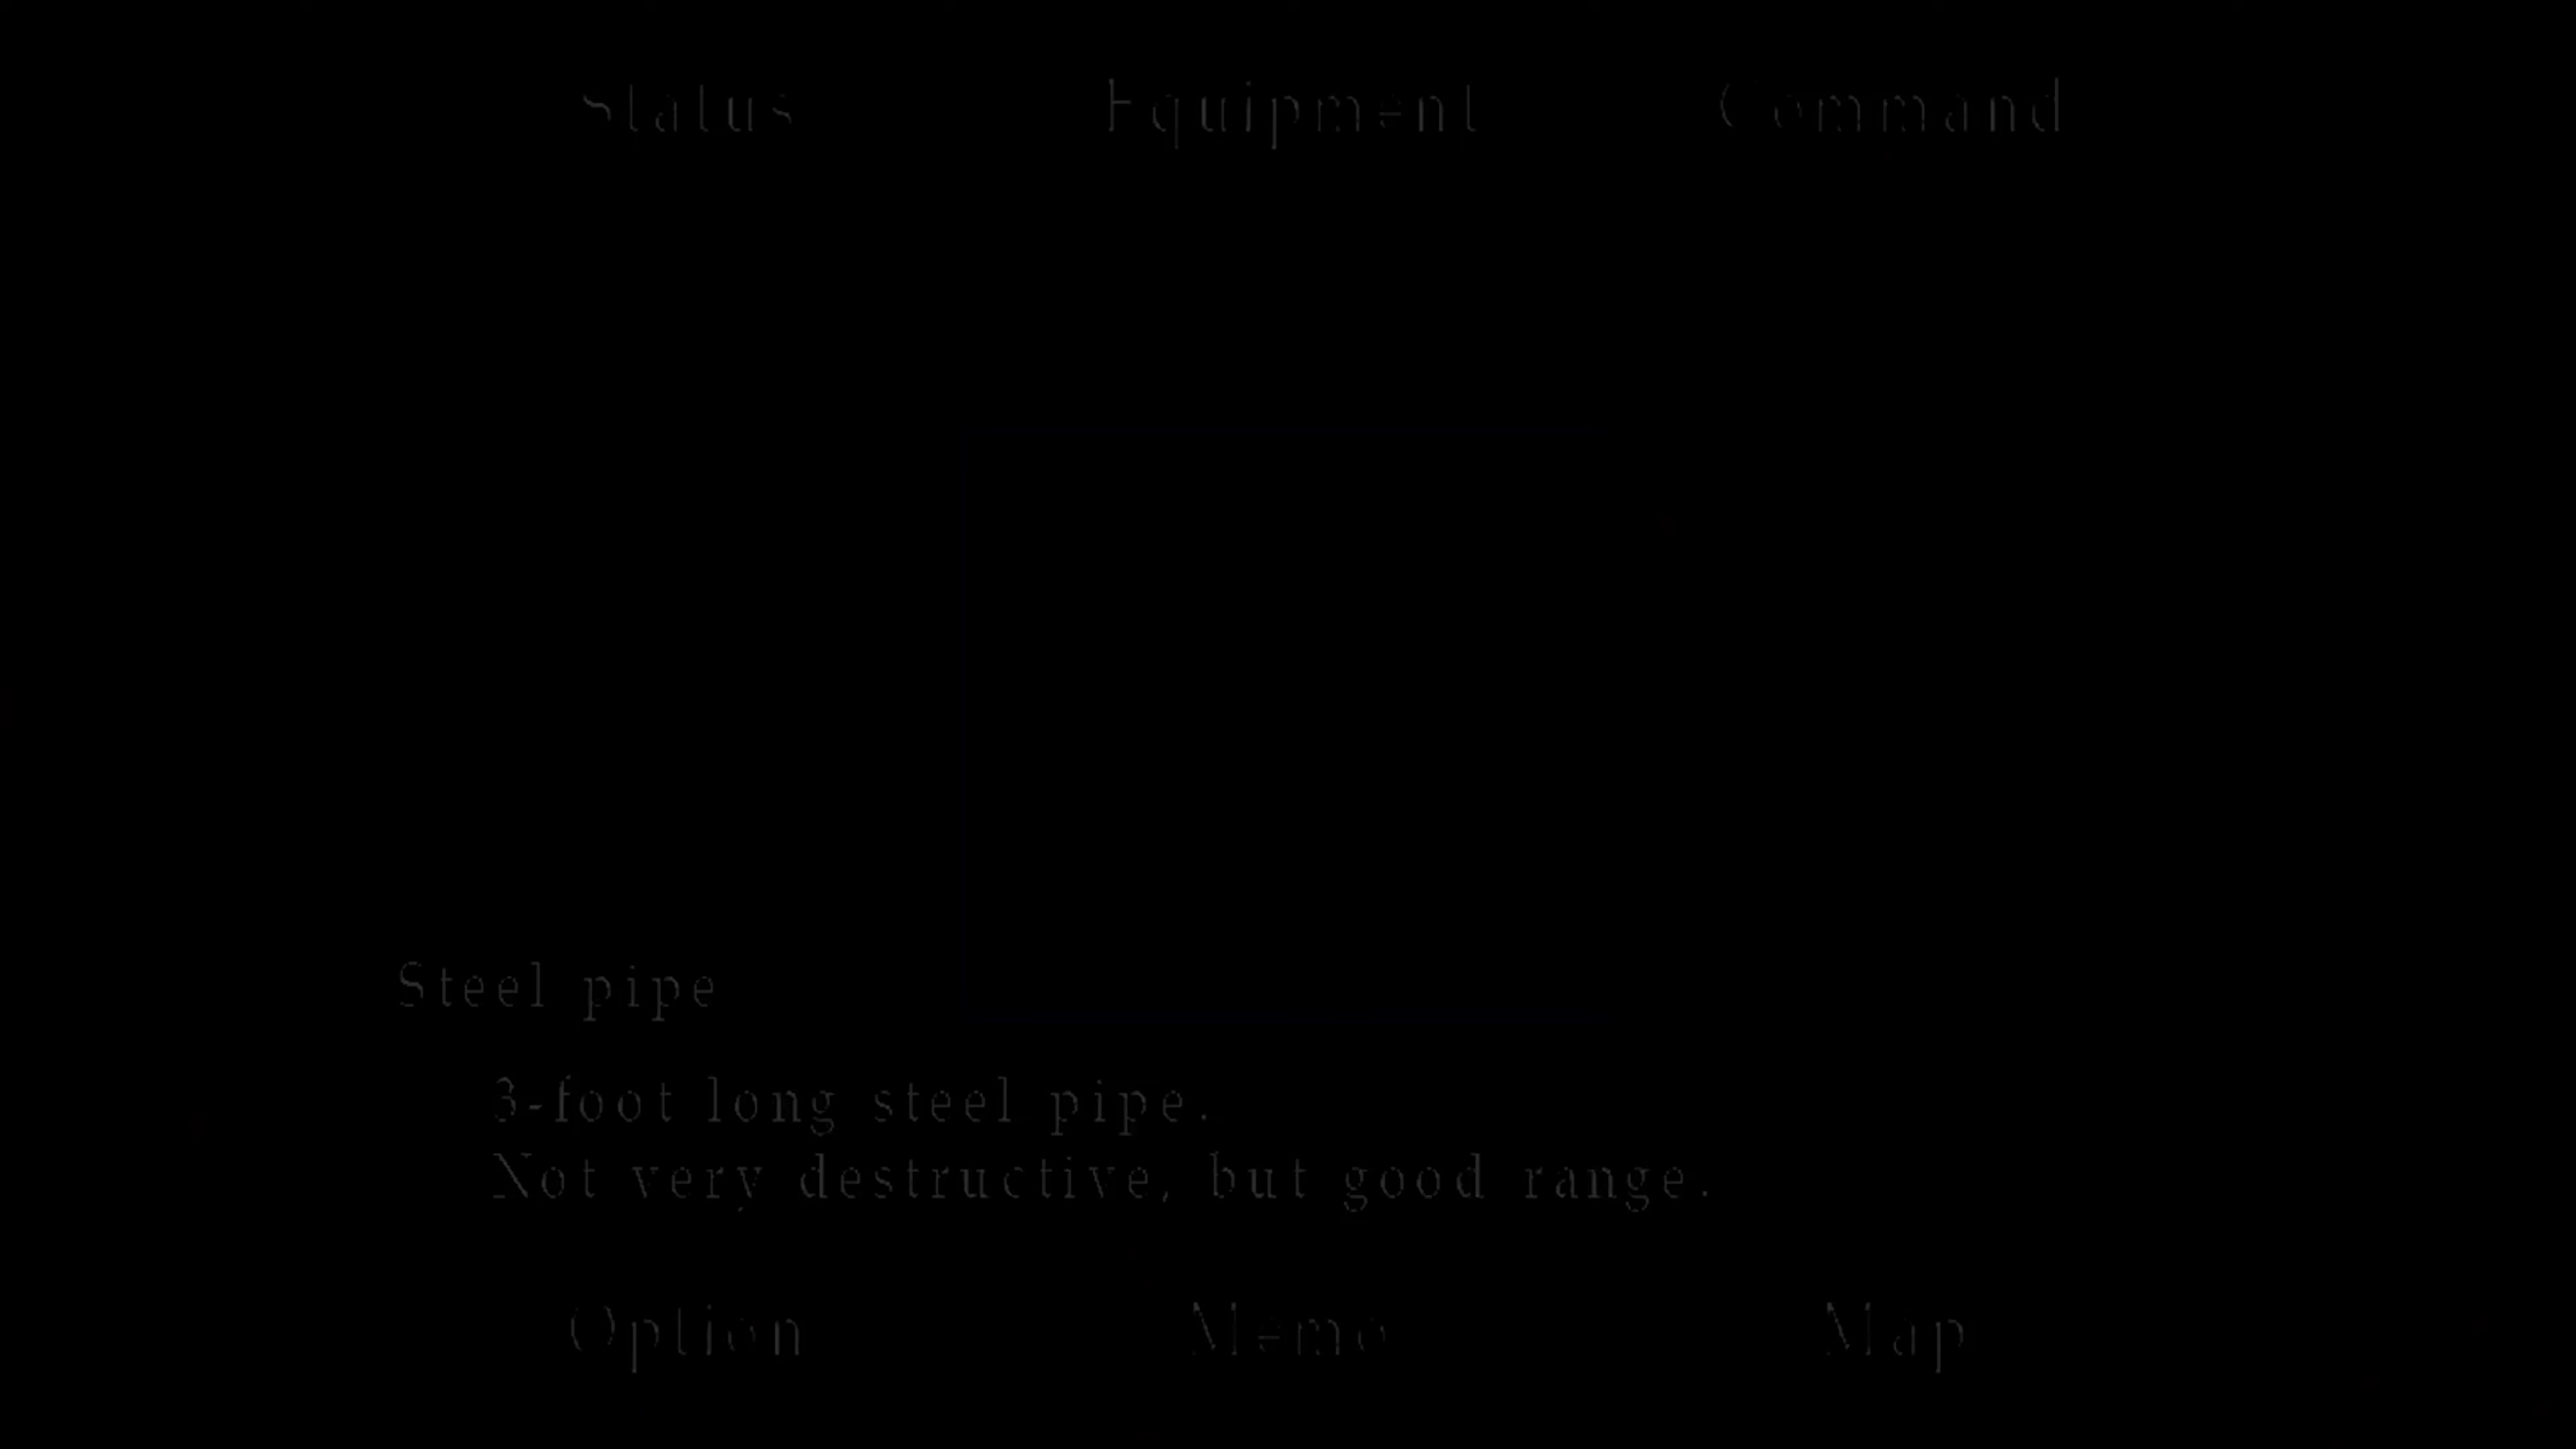 Status Equipment Command
Steel pipe
3-foot long steel pipe.
Not very destructive, but good range.
Option Memo Map